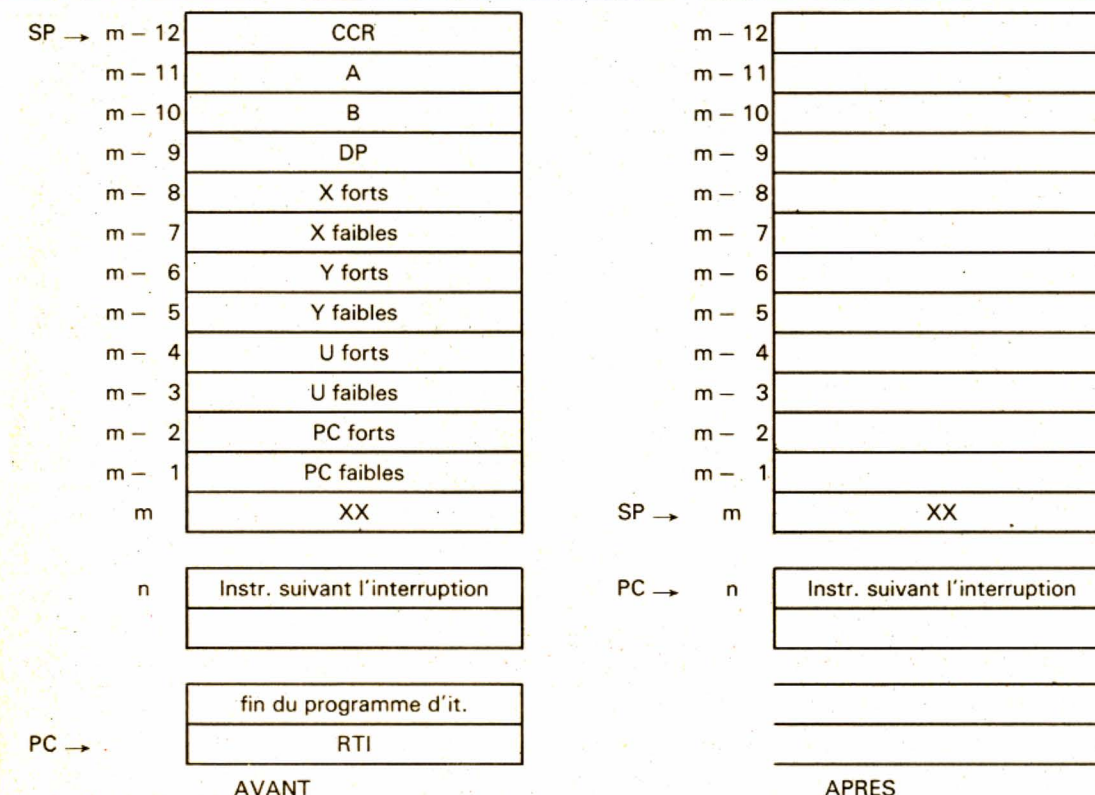 SP → m – 12 CCR
m – 11 A
m – 10 B
m – 9 DP
m – 8 X forts
m – 7 X faibles
m – 6 Y forts
m – 5 Y faibles
m – 4 U forts
m – 3 U faibles
m – 2 PC forts
m – 1 PC faibles
m XX
n Instr. suivant l'interruption
fin du programme d'it.
PC → RTI
AVANT
m – 12
m – 11
m – 10
m – 9
m – 8
m – 7
m – 6
m – 5
m – 4
m – 3
m – 2
m – 1
SP → m XX
PC → n Instr. suivant l'interruption
APRES